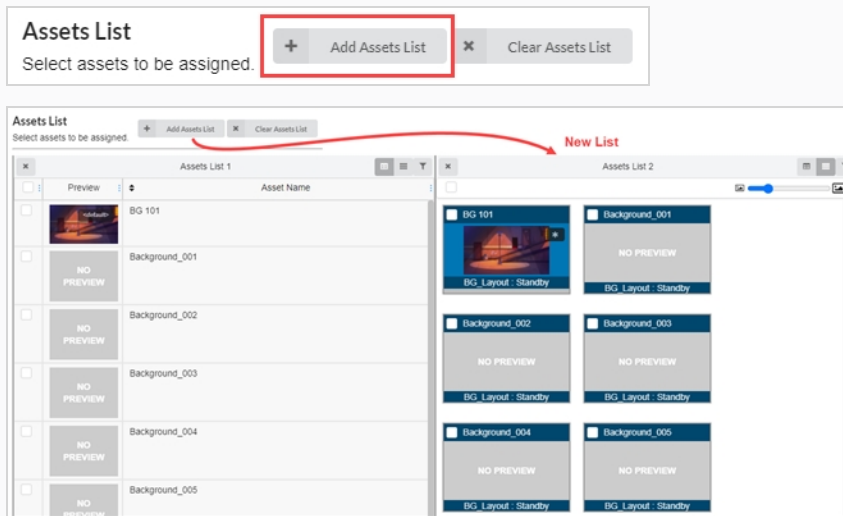 Assets List
Select assets to be assigned.
Add Assets List
Clear Assets List
Assets List
Select assets to be assigned.
Add Assets List
Clear Assets List
New List
Assets List 1
Preview
Asset Name
<default>
BG 101
NO
PREVIEW
Background_001
NO
PREVIEW
Background_002
NO
PREVIEW
Background_003
NO
PREVIEW
Background_004
NO
PREVIEW
Background_005
Assets List 2
BG 101
BG_Layout : Standby
Background_001
NO PREVIEW
BG_Layout : Standby
Background_002
NO PREVIEW
BG_Layout : Standby
Background_003
NO PREVIEW
BG_Layout : Standby
Background_004
NO PREVIEW
BG_Layout : Standby
Background_005
NO PREVIEW
BG_Layout : Standby